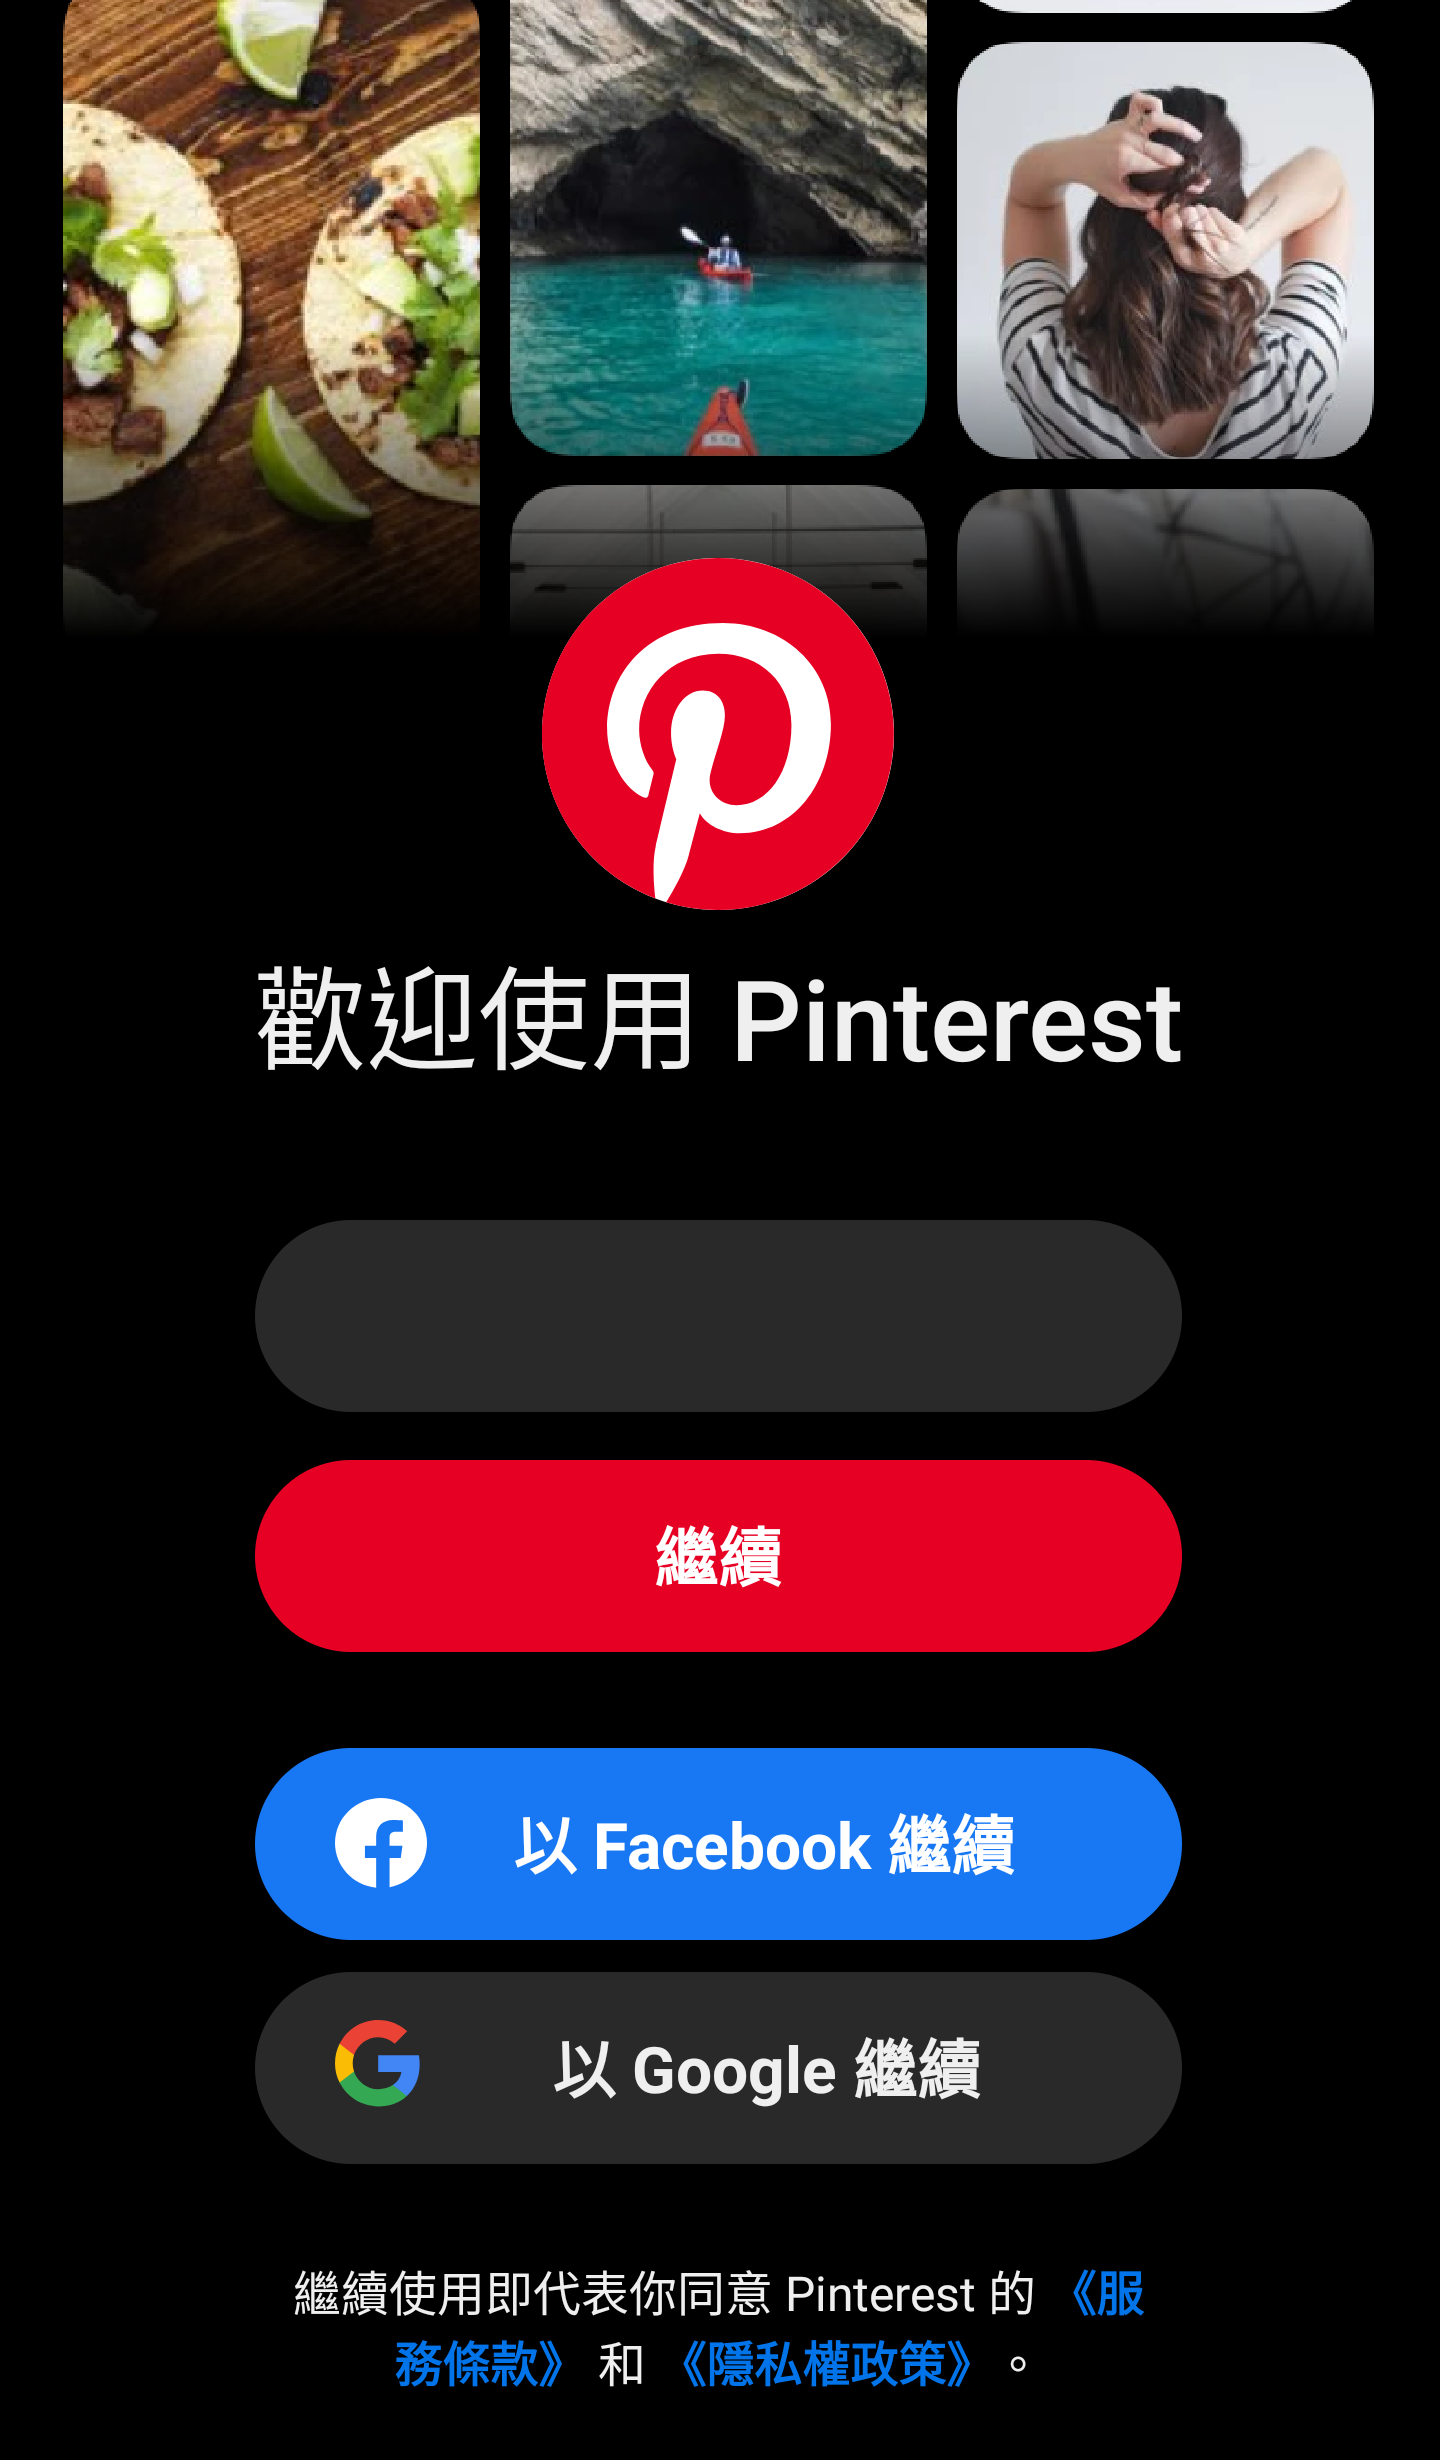 歡迎使用 Pinterest
繼續
以 Facebook 繼續
以 Google 繼續
繼續使用即代表你同意 Pinterest 的 《服
務條款》 和 《隱私權政策》 。